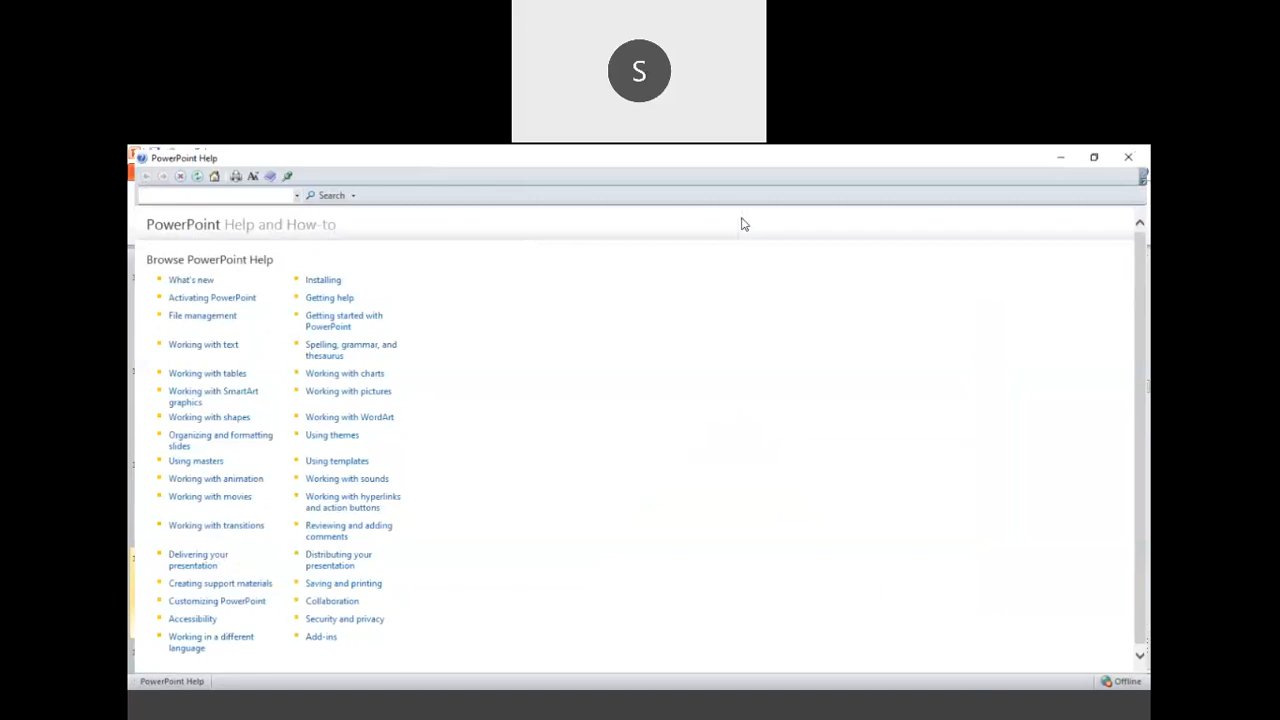 S
PowerPoint Help
Search
PowerPoint Help and How-to
Browse PowerPoint Help
What's new
Installing
Activating PowerPoint
Getting help
File management
Getting started with
PowerPoint
Working with text
Spelling, grammar, and
thesaurus
Working with tables
Working with charts
Working with SmartArt
graphics
Working with pictures
Working with shapes
Working with WordArt
Organizing and formatting
slides
Using themes
Using masters
Using templates
Working with animation
Working with sounds
Working with movies
Working with hyperlinks
and action buttons
Working with transitions
Reviewing and adding
comments
Delivering your
presentation
Distributing your
presentation
Creating support materials
Saving and printing
Customizing PowerPoint
Collaboration
Accessibility
Security and privacy
Working in a different
language
Add-ins
PowerPoint Help
Offline